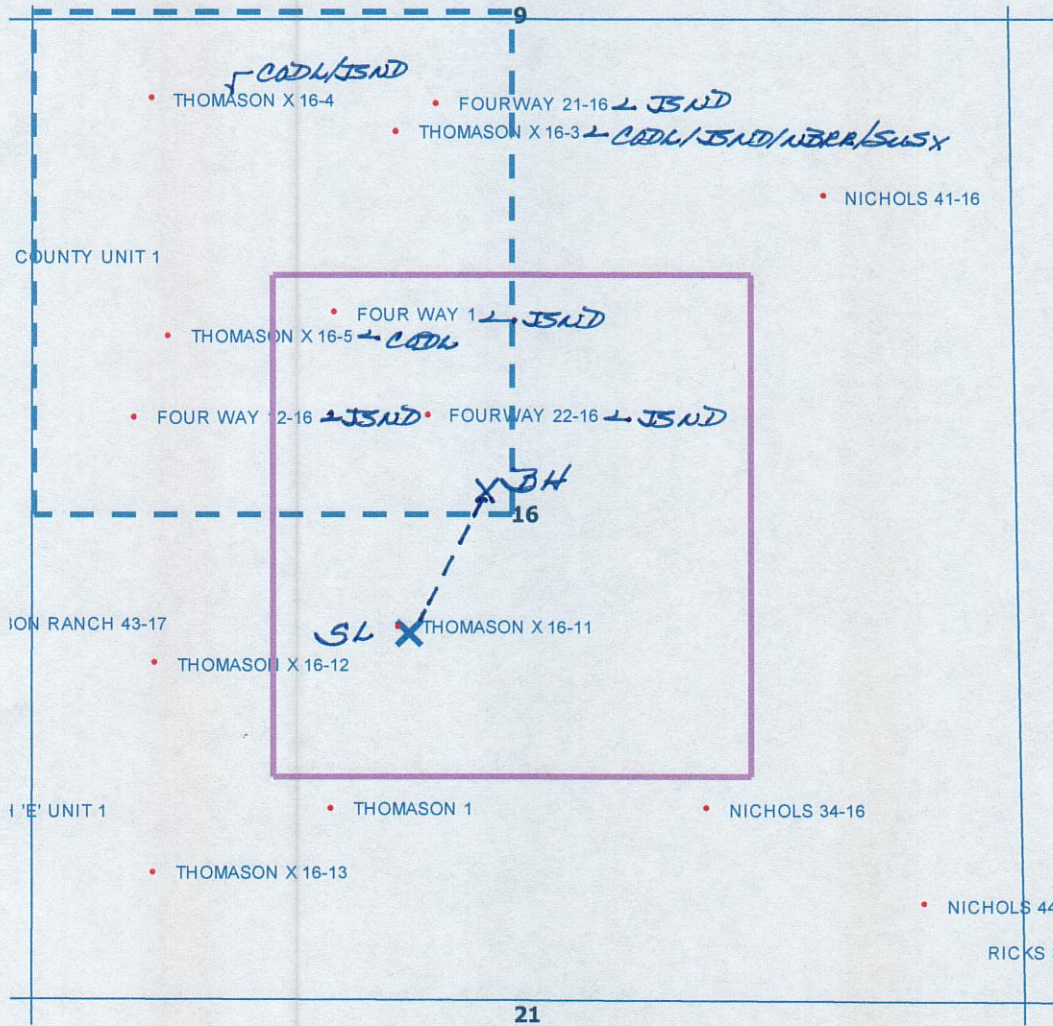 9
CODL/JSND
THOMASON X 16-4
FOURWAY 21-16 JSND
THOMASON X 16-3 CODL/JSND/NBRR/SUSX
NICHOLS 41-16
COUNTY UNIT 1
FOUR WAY 1 JSND
THOMASON X 16-5 CODL
FOUR WAY 12-16 JSND
FOURWAY 22-16 JSND
BH
16
SL
THOMASON X 16-11
RANCH 43-17
THOMASON X 16-12
'E' UNIT 1
THOMASON 1
NICHOLS 34-16
THOMASON X 16-13
NICHOLS 44
RICKS
21